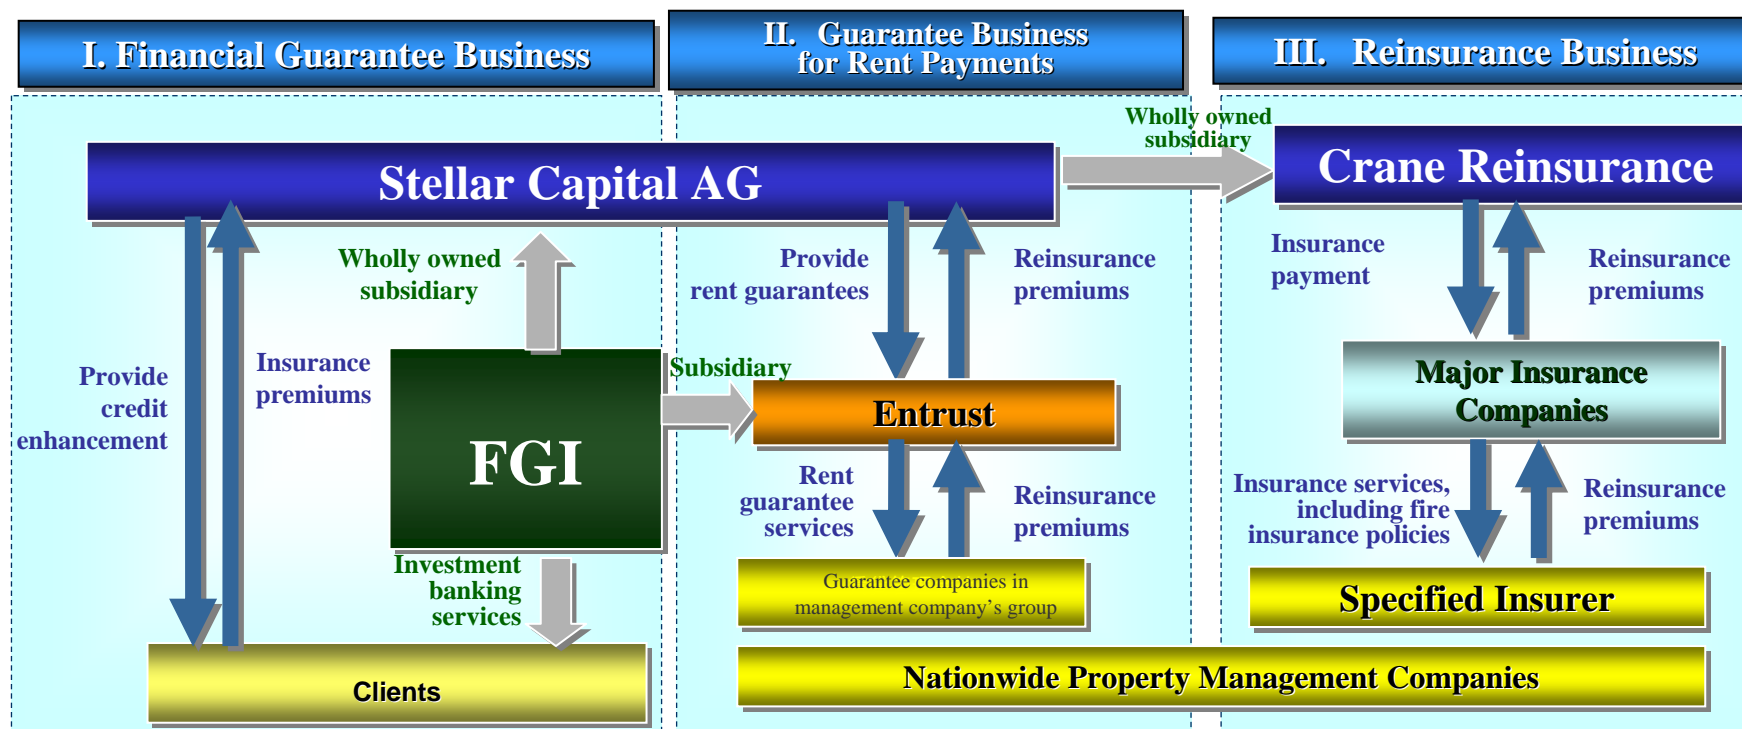 I. Financial Guarantee Business
II. Guarantee Business
for Rent Payments
III. Reinsurance Business
Wholly owned
subsidiary
Stellar Capital AG
Crane Reinsurance
Wholly owned
subsidiary
Provide
rent guarantees
Reinsurance
premiums
Insurance
payment
Reinsurance
premiums
Provide
credit
enhancement
Insurance
premiums
FGI
Subsidiary
Entrust
Major Insurance
Companies
Investment
banking
services
Rent
guarantee
services
Reinsurance
premiums
Insurance services,
including fire
insurance policies
Reinsurance
premiums
Guarantee companies in
management company’s group
Specified Insurer
Clients
Nationwide Property Management Companies